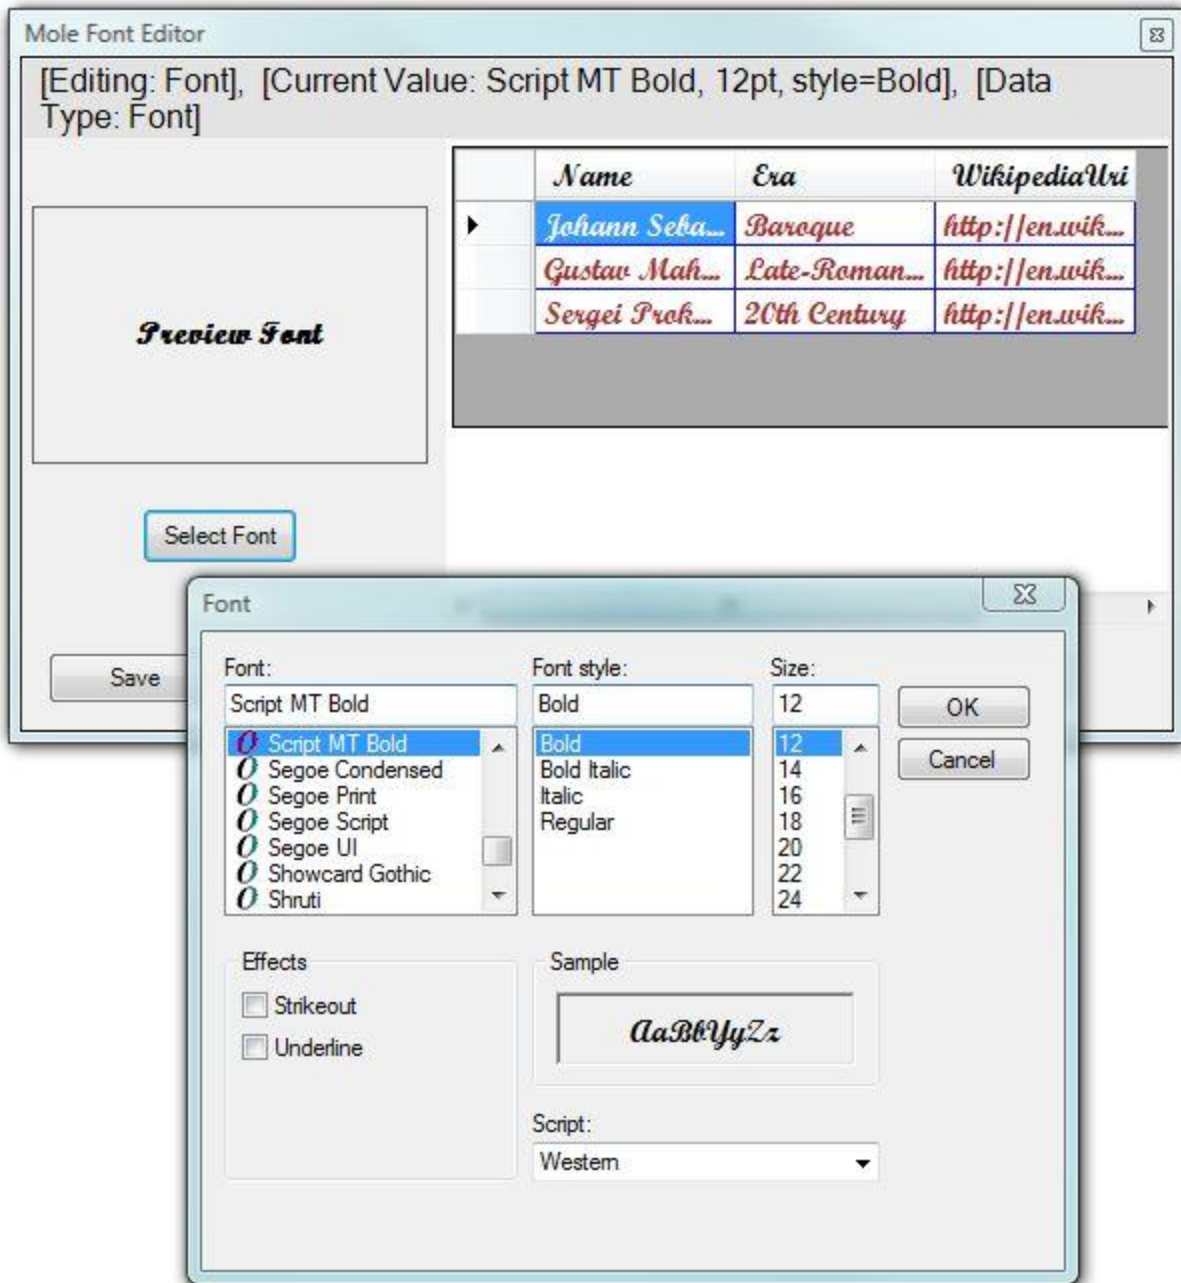 Mole Font Editor
[Editing: Font], [Current Value: Script MT Bold, 12pt, style=Bold], [Data
Type: Font]
Name Era WikipediaUri
Johann Seba... Baroque http://en.wik...
Gustav Mah... Late-Roman... http://en.wik...
Sergei Prok... 20th Century http://en.wik...
Preview Font
Select Font
Save
Font
Font: Font style: Size:
Script MT Bold Bold 12
OK
Cancel
Script MT Bold Bold 12
Segoe Condensed Bold Italic 14
Segoe Print Italic 16
Segoe Script Regular 18
Segoe UI 20
Showcard Gothic 22
Shruti 24
Effects
Strikeout
Underline
Sample
AaBbYyZz
Script:
Western